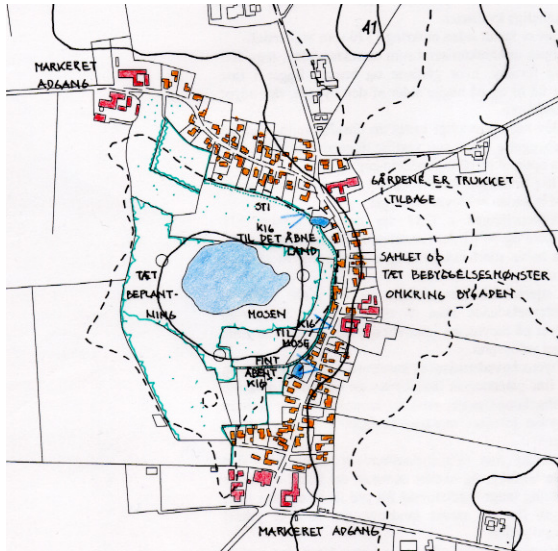 41
MARKERET
ADGANG
GÅRDENE ER TRUKKET
TILBAGE
STI
KIG
TIL DET ÅBNE
LAND
SAMLET OG
TÆT BEBYGGELSESMØNSTER
OMKRING BYGADEN
TÆT
BEPLANT-
NING
MOSEN
KIG
TIL
MOSE
FINT
ÅBENT
KIG
MARKERET ADGANG